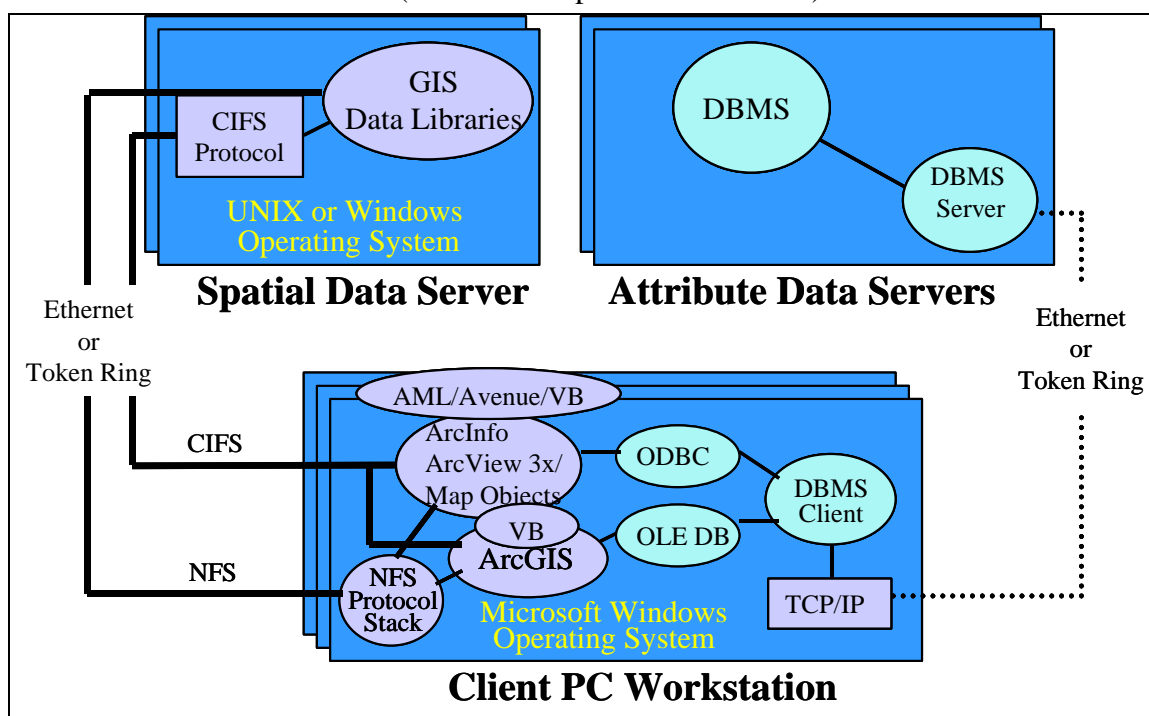 GIS
Data Libraries
CIFS
Protocol
UNIX or Windows
Operating System
Spatial Data Server
DBMS
DBMS
Server
Attribute Data Servers
Ethernet
or
Token Ring
Ethernet
or
Token Ring
CIFS
NFS
AML/Avenue/VB
ArcInfo
ArcView 3x/
Map Objects
VB
ArcGIS
NFS
Protocol
Stack
ODBC
OLE DB
DBMS
Client
TCP/IP
Microsoft Windows
Operating System
Client PC Workstation